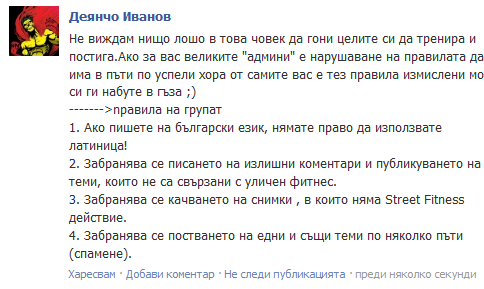 Деянчо Иванов
Не виждам нищо лошо в това човек да гони целите си да тренира и
постига.Ако за вас великите "админи" е нарушаване на правилата да
има в пъти по успели хора от самите вас е тез правила измислени мо
си ги набуте в гъза ;)
------->правила на групат
1. Ако пишете на български език, нямате право да използвате
латиница!
2. Забранява се писането на излишни коментари и публикуването на
теми, които не са свързани с уличен фитнес.
3. Забранява се качването на снимки , в които няма Street Fitness
действие.
4. Забранява се постването на едни и същи теми по няколко пъти
(спамене).
Харесвам · Добави коментар · Не следи публикацията · преди няколко секунди